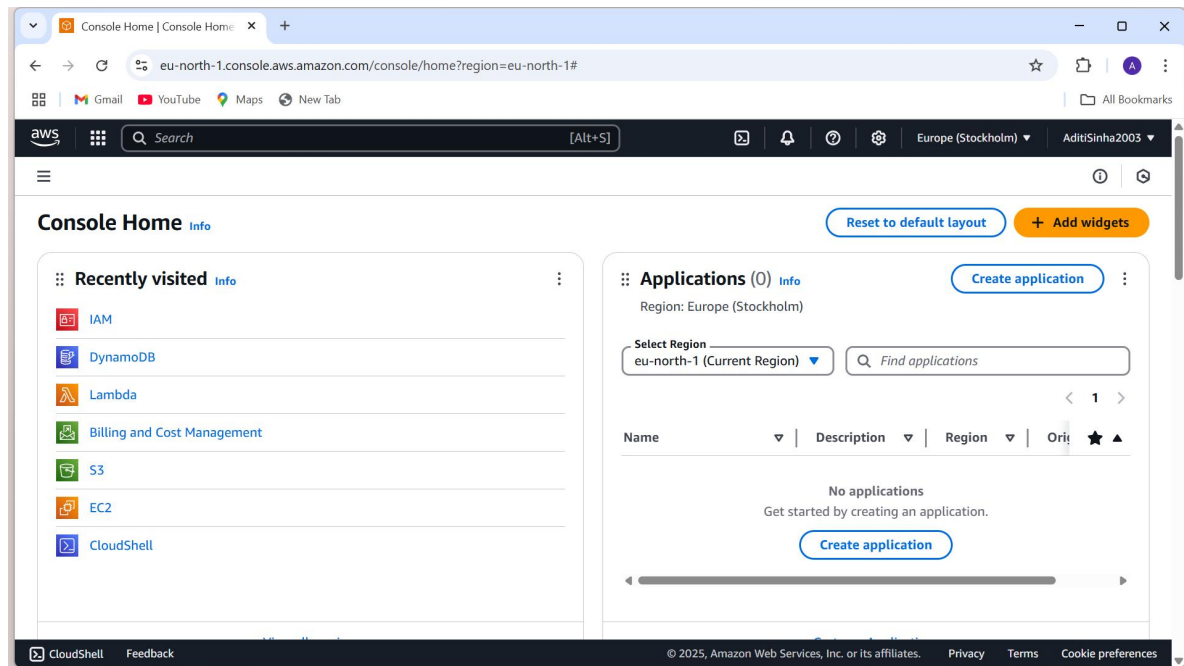 Console Home | Console Home
eu-north-1.console.aws.amazon.com/console/home?region=eu-north-1#
A
Gmail YouTube Maps New Tab All Bookmarks
aws Search [Alt+S] Europe (Stockholm) AditiSinha2003
Console Home Info Reset to default layout + Add widgets
Recently visited Info
IAM
DynamoDB
Lambda
Billing and Cost Management
S3
EC2
CloudShell
Applications (0) Info Create application
Region: Europe (Stockholm)
Select Region
eu-north-1 (Current Region) Find applications
1
Name Description Region
No applications
Get started by creating an application.
Create application
CloudShell Feedback © 2025, Amazon Web Services, Inc. or its affiliates. Privacy Terms Cookie preferences